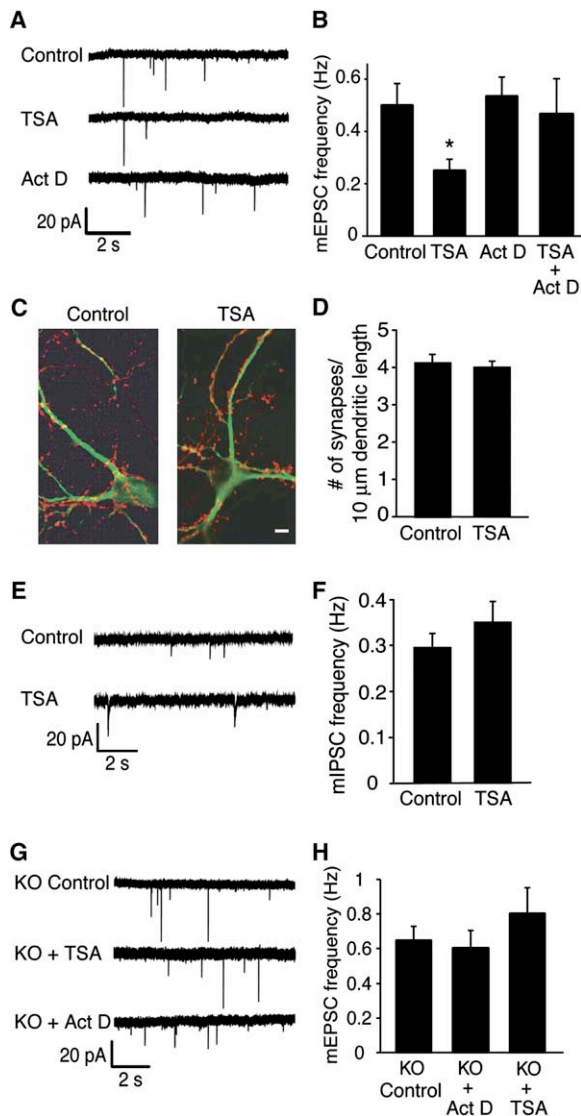 A
Control
TSA
Act D
20 pA
2 s
B
mEPSC frequency (Hz)
0.6
0.4
0.2
0
*
Control TSA Act D TSA
+
Act D
C
Control TSA
D
# of synapses/
10 µm dendritic length
5
4
3
2
1
0
Control TSA
E
Control
TSA
20 pA
2 s
F
mIPSC frequency (Hz)
0.4
0.3
0.2
0.1
0
Control TSA
G
KO Control
KO + TSA
KO + Act D
20 pA
2 s
H
mEPSC frequency (Hz)
1
0.8
0.6
0.4
0.2
0
KO KO KO
Control + +
Act D TSA